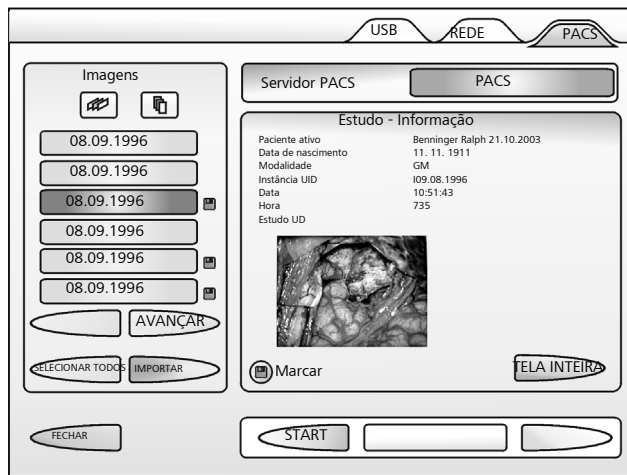 USB
REDE
PACS
Imagens
08.09.1996
08.09.1996
08.09.1996
08.09.1996
08.09.1996
08.09.1996
AVANÇAR
SELECIONAR TODOS
IMPORTAR
Servidor PACS
PACS
Estudo - Informação
Paciente ativo Benninger Ralph 21.10.2003
Data de nascimento 11. 11. 1911
Modalidade GM
Instância UID I09.08.1996
Data 10:51:43
Hora 735
Estudo UD
Marcar
TELA INTEIRA
FECHAR
START